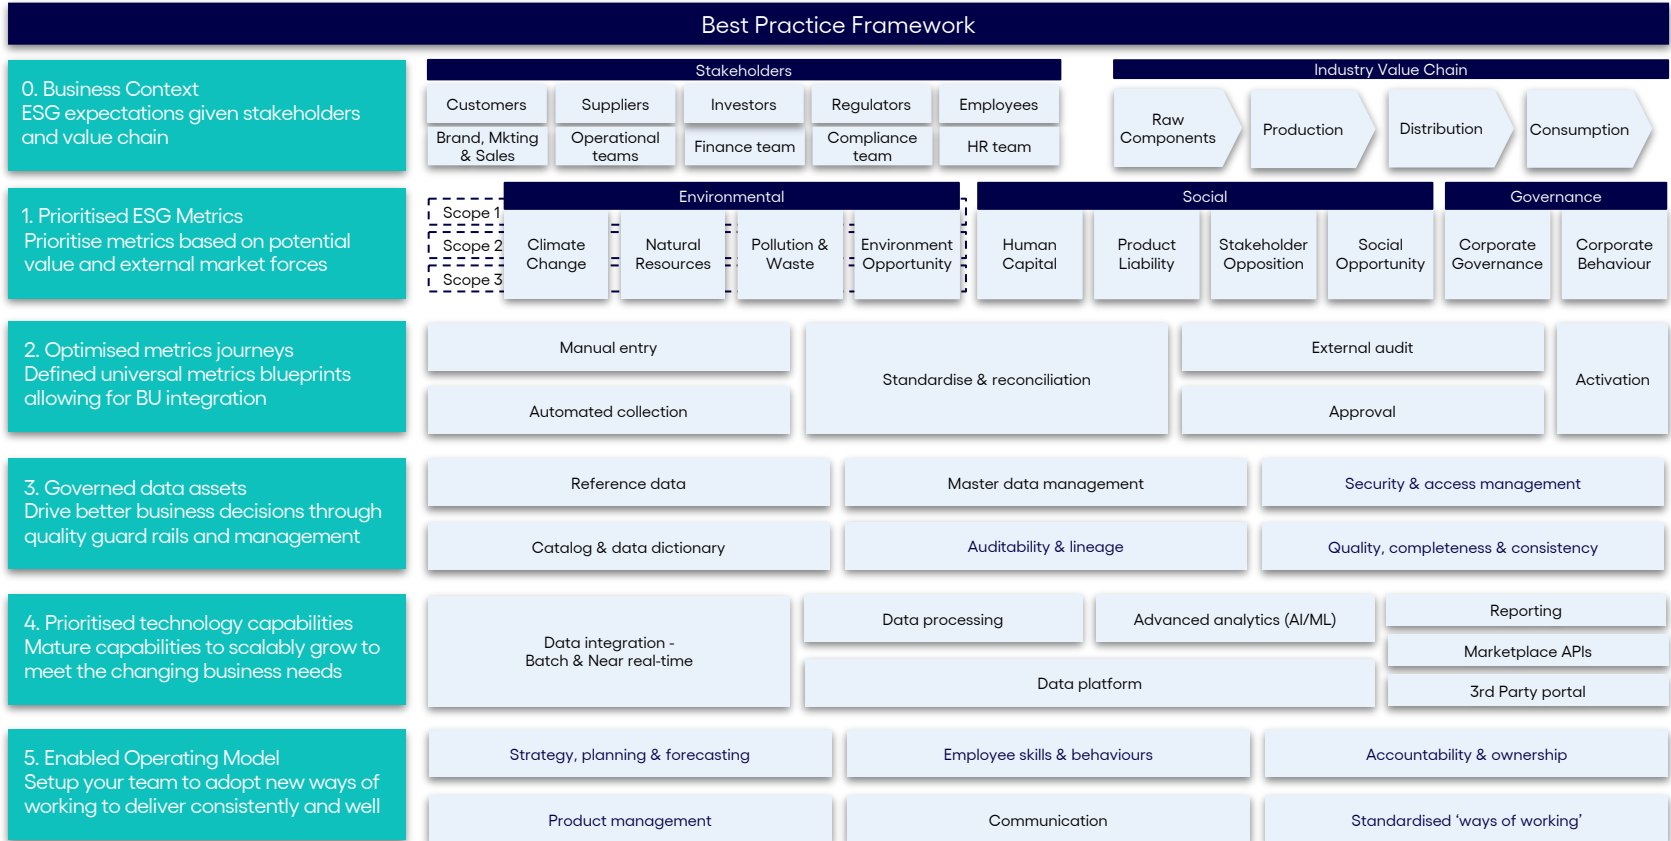 Best Practice Framework
0. Business Context
ESG expectations given stakeholders
and value chain
Stakeholders
Customers
Suppliers
Investors
Regulators
Employees
Brand, Mkting
& Sales
Operational
teams
Finance team
Compliance
team
HR team
Industry Value Chain
Raw
Components
Production
Distribution
Consumption
1. Prioritised ESG Metrics
Prioritise metrics based on potential
value and external market forces
Scope 1
Scope 2
Scope 3
Environmental
Climate
Change
Natural
Resources
Pollution &
Waste
Environment
Opportunity
Social
Human
Capital
Product
Liability
Stakeholder
Opposition
Social
Opportunity
Governance
Corporate
Governance
Corporate
Behaviour
2. Optimised metrics journeys
Defined universal metrics blueprints
allowing for BU integration
Manual entry
Automated collection
Standardise & reconciliation
External audit
Approval
Activation
3. Governed data assets
Drive better business decisions through
quality guard rails and management
Reference data
Master data management
Security & access management
Catalog & data dictionary
Auditability & lineage
Quality, completeness & consistency
4. Prioritised technology capabilities
Mature capabilities to scalably grow to
meet the changing business needs
Data integration -
Batch & Near real-time
Data processing
Advanced analytics (AI/ML)
Data platform
Reporting
Marketplace APIs
3rd Party portal
5. Enabled Operating Model
Setup your team to adopt new ways of
working to deliver consistently and well
Strategy, planning & forecasting
Employee skills & behaviours
Accountability & ownership
Product management
Communication
Standardised ‘ways of working’